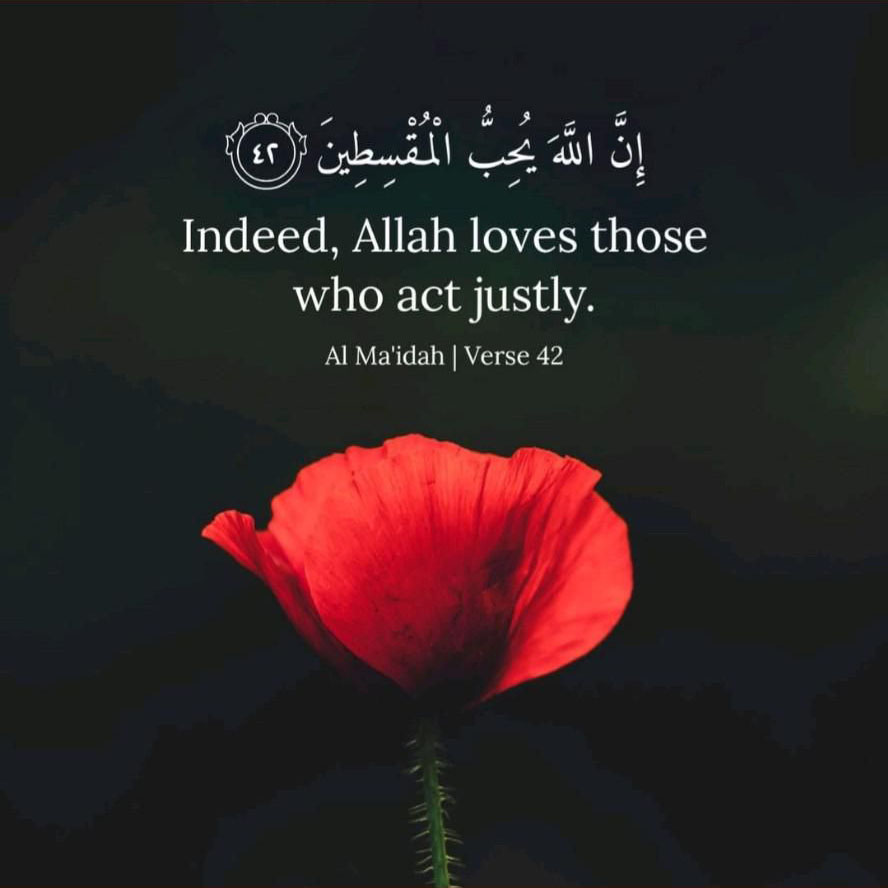 إِنَّ اللَّهَ يُحِبُّ الْمُقْسِطِينَ ٤٢
Indeed, Allah loves those
who act justly.
Al Ma'idah | Verse 42